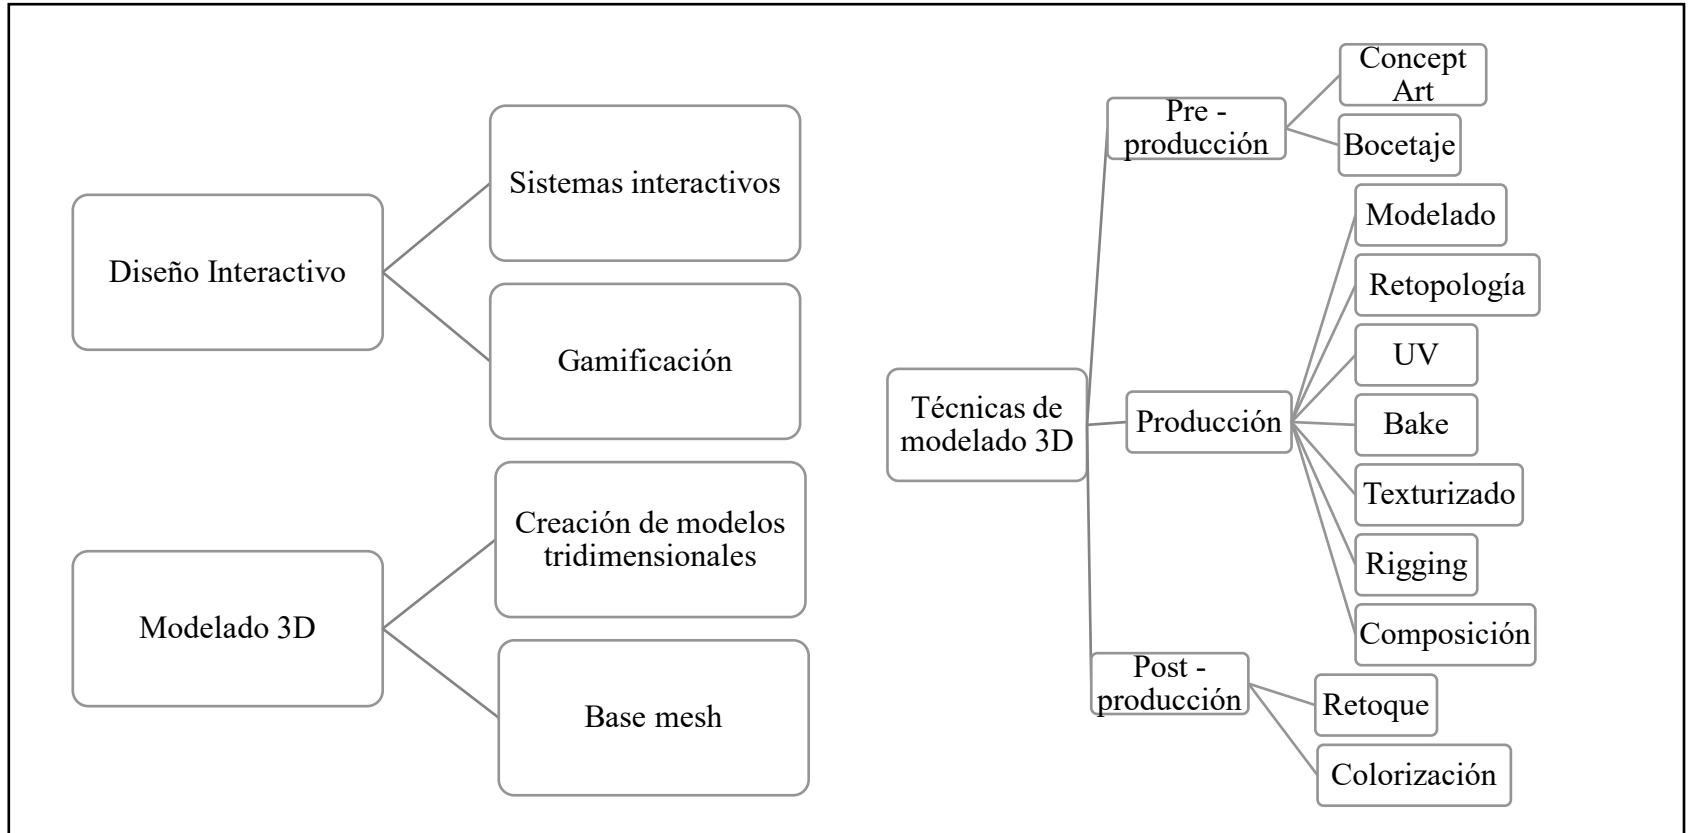 Diseño Interactivo
Sistemas interactivos
Gamificación
Modelado 3D
Creación de modelos
tridimensionales
Base mesh
Técnicas de
modelado 3D
Pre -
producción
Concept
Art
Bocetaje
Producción
Modelado
Retopología
UV
Bake
Texturizado
Rigging
Composición
Post -
producción
Retoque
Colorización